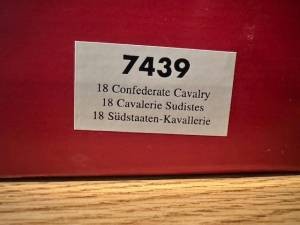 7439
18 Confederate Cavalry
18 Cavalerie Sudistes
18 Südstaaten-Kavallerie